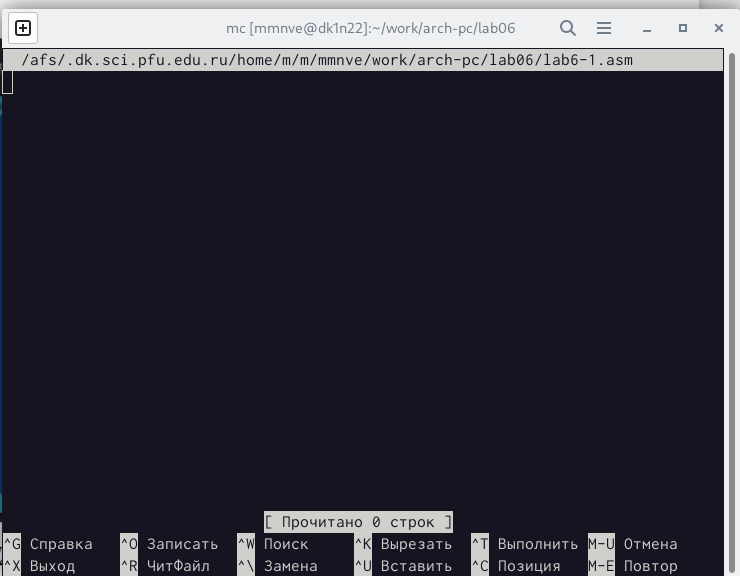 mc [mmnve@dk1n22]:~/work/arch-pc/lab06
/afs/.dk.sci.pfu.edu.ru/home/m/m/mmnve/work/arch-pc/lab06/lab6-1.asm
[ Прочитано 0 строк ]
^G Справка ^O Записать ^W Поиск ^K Вырезать ^T Выполнить M-U Отмена
^X Выход ^R ЧитФайл ^\ Замена ^U Вставить ^C Позиция M-E Повтор